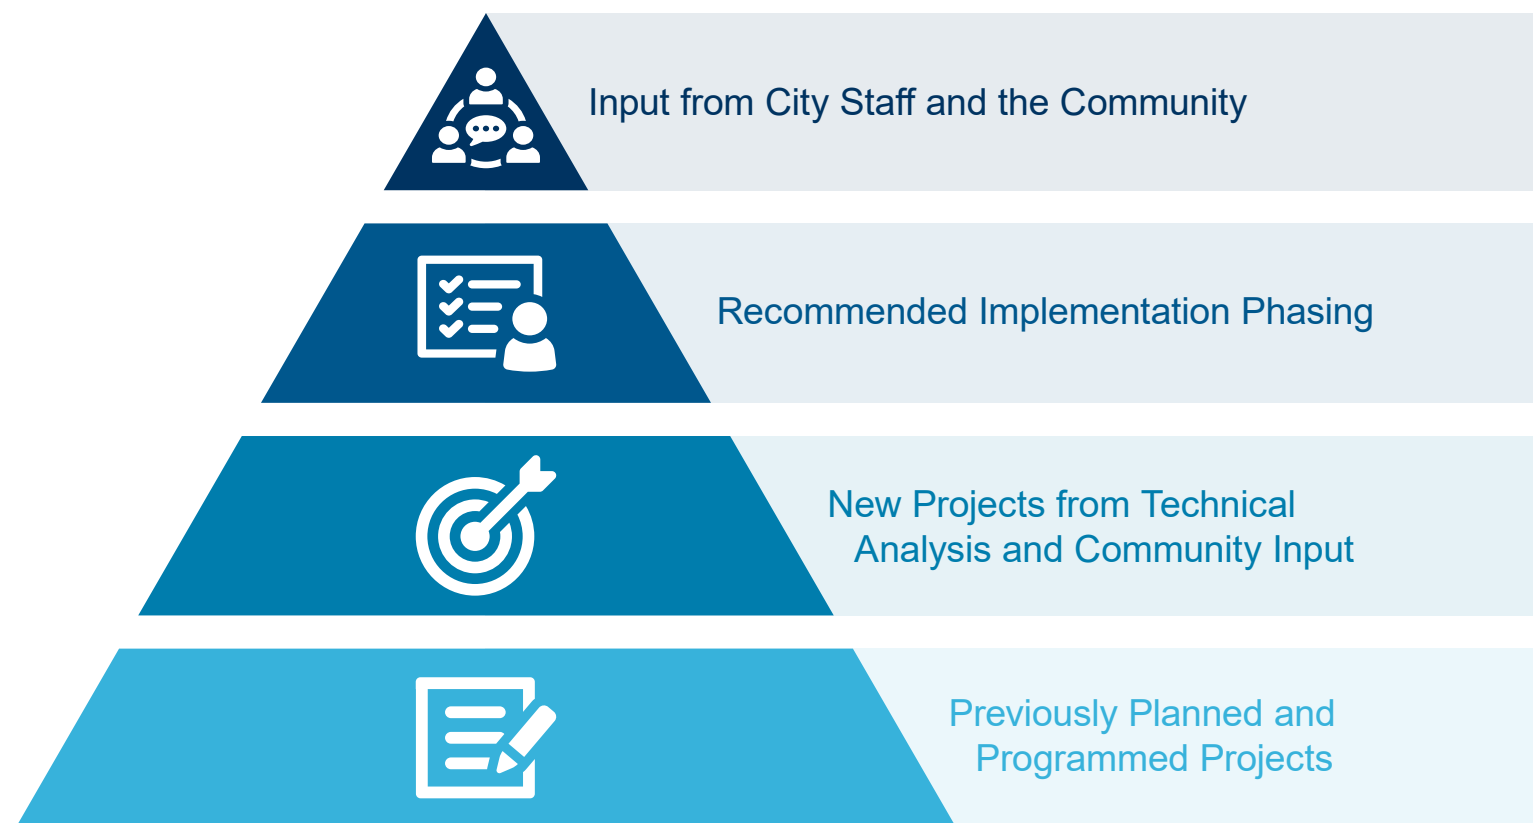 Input from City Staff and the Community
Recommended Implementation Phasing
New Projects from Technical
Analysis and Community Input
Previously Planned and
Programmed Projects